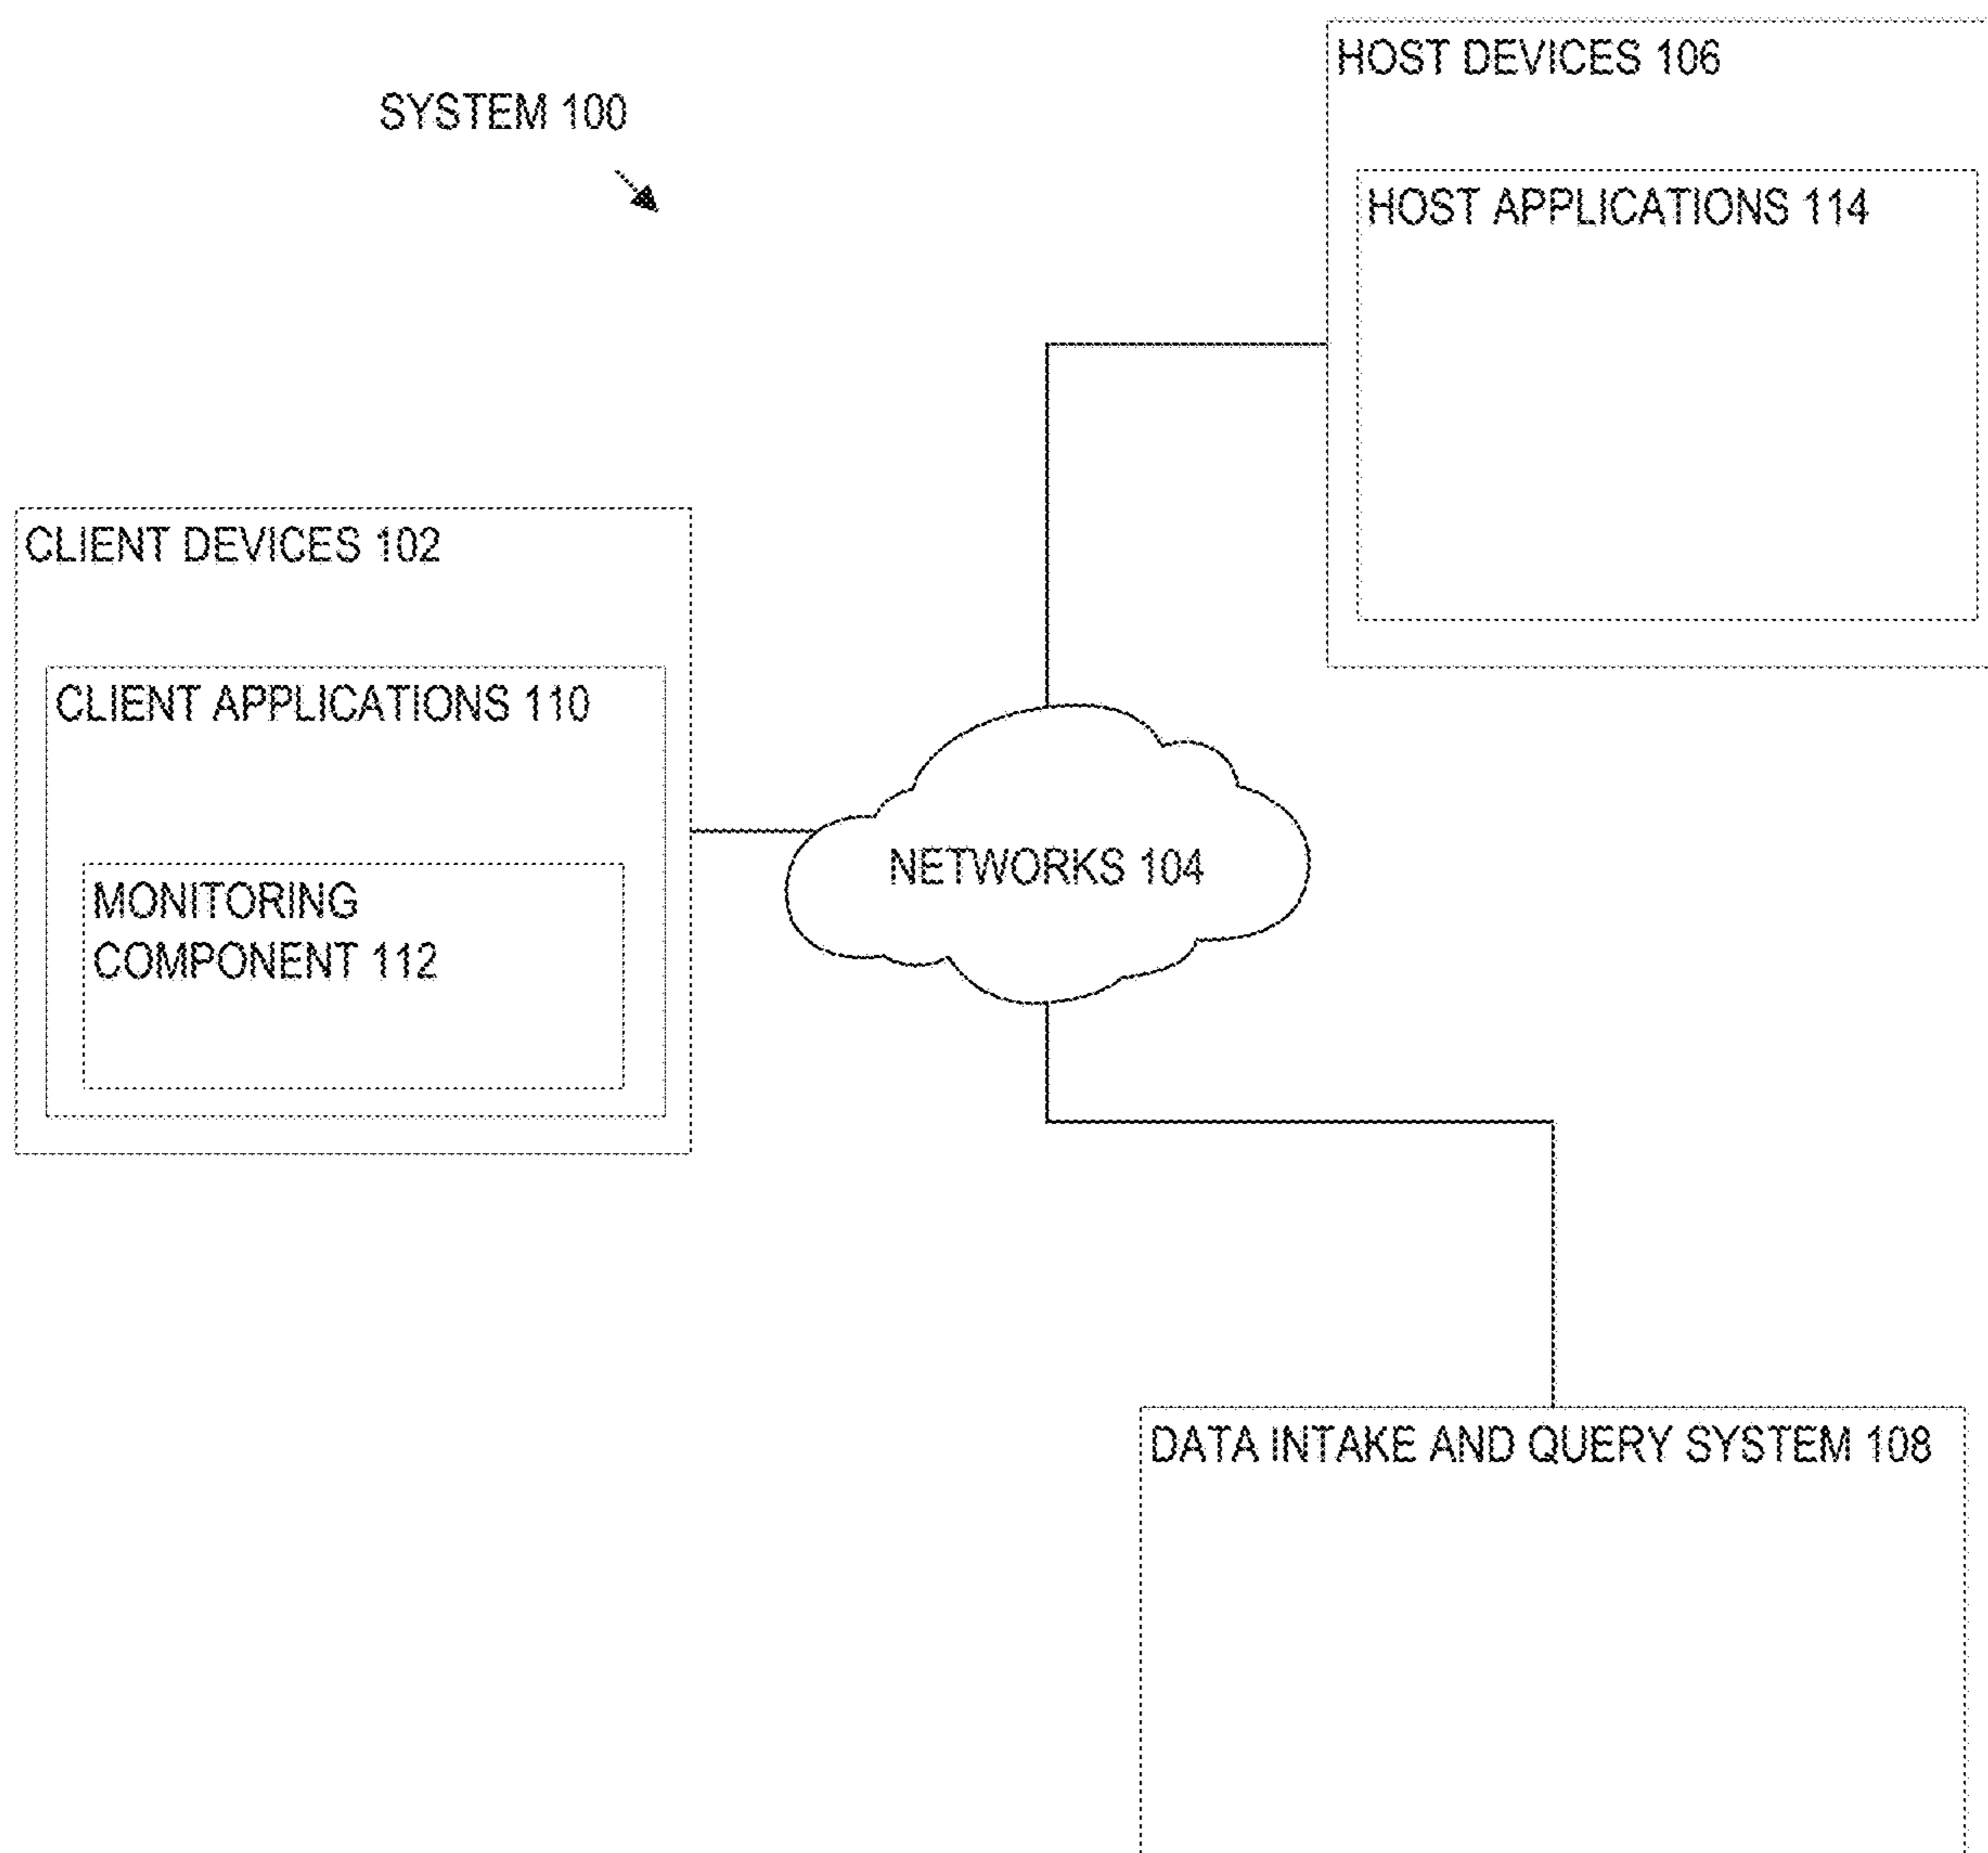 SYSTEM 100
HOST DEVICES 106
HOST APPLICATIONS 114
CLIENT DEVICES 102
CLIENT APPLICATIONS 110
MONITORING
COMPONENT 112
NETWORKS 104
DATA INTAKE AND QUERY SYSTEM 108